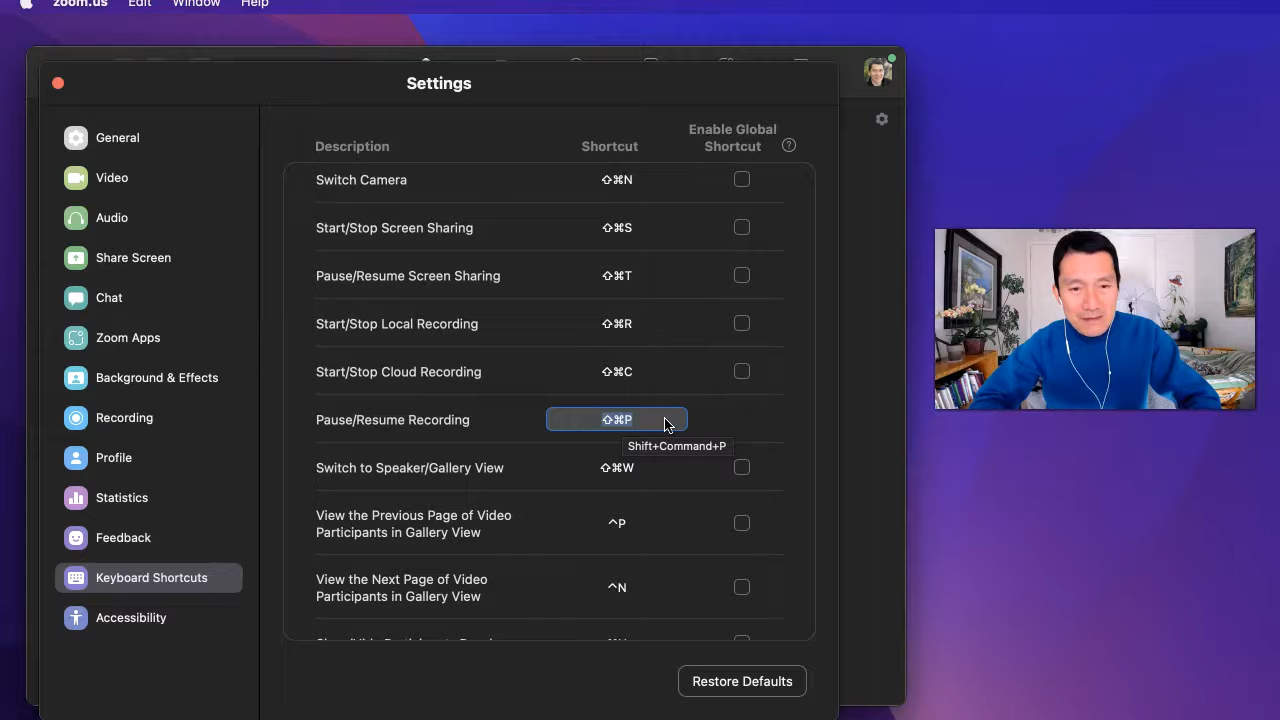 zoom.us Edit Window Help
Settings
General
Video
Audio
Share Screen
Chat
Zoom Apps
Background & Effects
Recording
Profile
Statistics
Feedback
Keyboard Shortcuts
Accessibility
Enable Global
Description Shortcut Shortcut ?
Switch Camera ⇧⌘N
Start/Stop Screen Sharing ⇧⌘S
Pause/Resume Screen Sharing ⇧⌘T
Start/Stop Local Recording ⇧⌘R
Start/Stop Cloud Recording ⇧⌘C
Pause/Resume Recording ⇧⌘P
Shift+Command+P
Switch to Speaker/Gallery View ⇧⌘W
View the Previous Page of Video
Participants in Gallery View ^P
View the Next Page of Video
Participants in Gallery View ^N
Restore Defaults